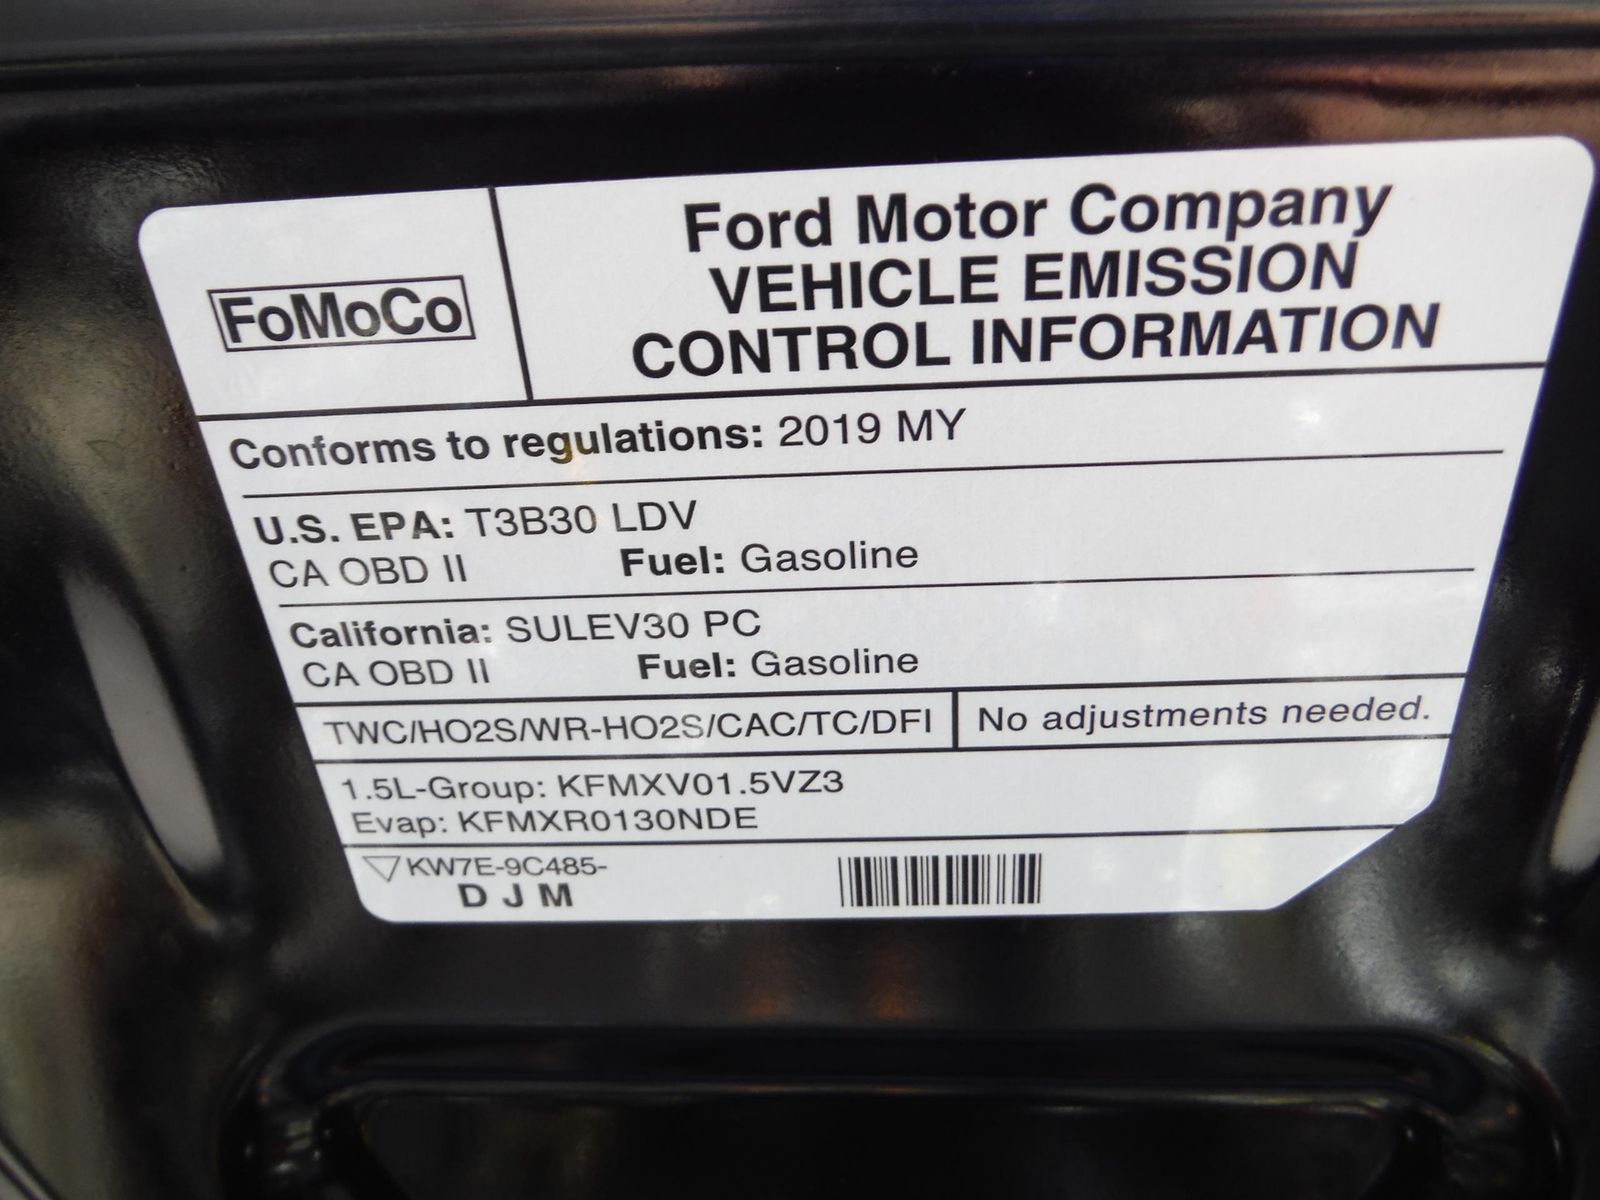 FoMoCo
Ford Motor Company
VEHICLE EMISSION
CONTROL INFORMATION
Conforms to regulations: 2019 MY
U.S. EPA: T3B30 LDV
CA OBD II Fuel: Gasoline
California: SULEV30 PC
CA OBD II Fuel: Gasoline
TWC/HO2S/WR-HO2S/CAC/TC/DFI No adjustments needed.
1.5L-Group: KFMXV01.5VZ3
Evap: KFMXR0130NDE
KW7E-9C485-
D J M